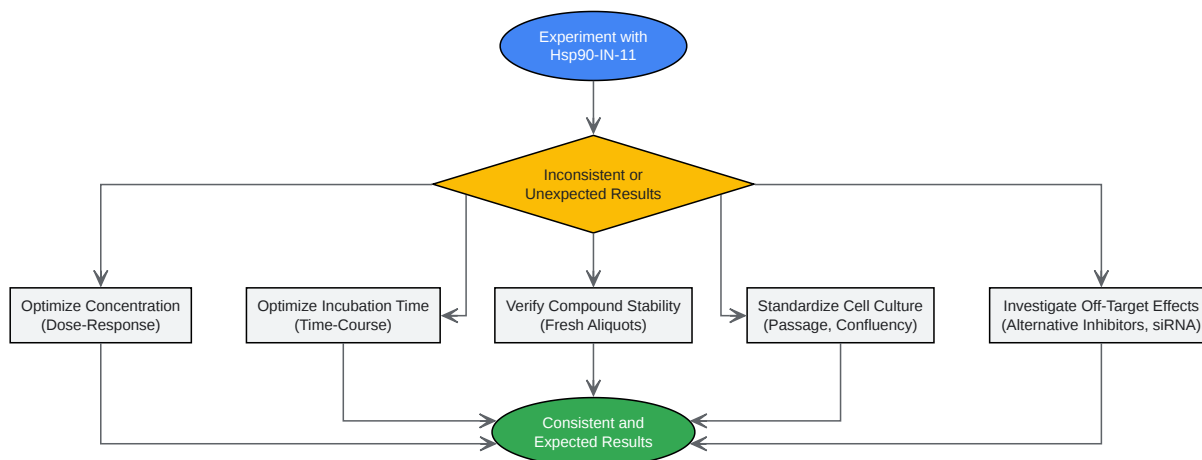 Experiment with
Hsp90-IN-11
Inconsistent or
Unexpected Results
Optimize Concentration
(Dose-Response)
Optimize Incubation Time
(Time-Course)
Verify Compound Stability
(Fresh Aliquots)
Standardize Cell Culture
(Passage, Confluency)
Investigate Off-Target Effects
(Alternative Inhibitors, siRNA)
Consistent and
Expected Results